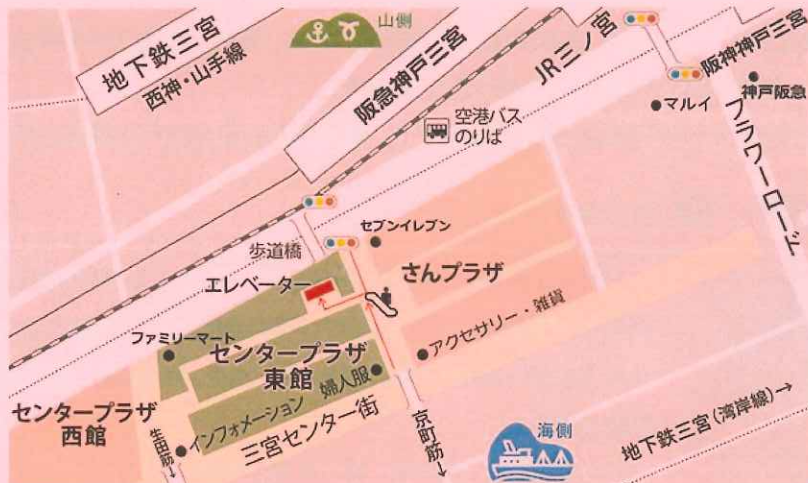 地下鉄三宮
西神・山手線
山側
阪急神戸三宮
JR三ノ宮
阪神神戸三宮
神戸阪急
マルイ
空港バス
のりば
フラワーロード
セブンイレブン
歩道橋
エレベーター
さんプラザ
ファミリーマート
センタープラザ
東館
アクセサリー・雑貨
婦人服
センタープラザ
西館
インフォメーション
三宮センター街
生田筋→
京町筋→
海側
地下鉄三宮(湾岸線)→